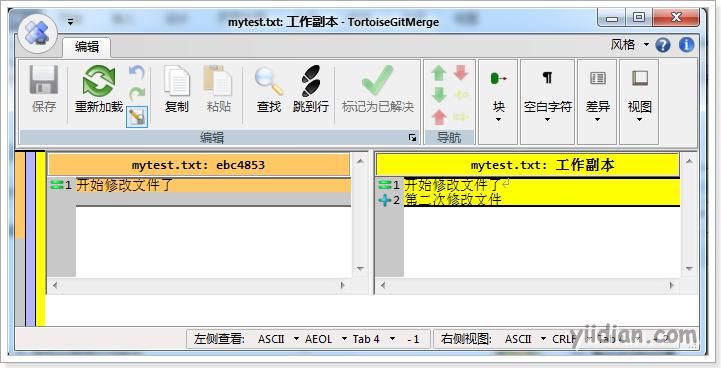 mytest.txt: 工作副本 - TortoiseGitMerge
编辑
风格
保存
重新加载
复制
粘贴
查找
跳到行
标记为已解决
块
空白字符
差异
视图
编辑
导航
mytest.txt: ebc4853
mytest.txt: 工作副本
1 开始修改文件了
1 开始修改文件了
2 第二次修改文件
左侧查看: ASCII AEOL Tab 4 - 1
右侧视图: ASCII CRLF Tab 4 - 2
yiidian.com